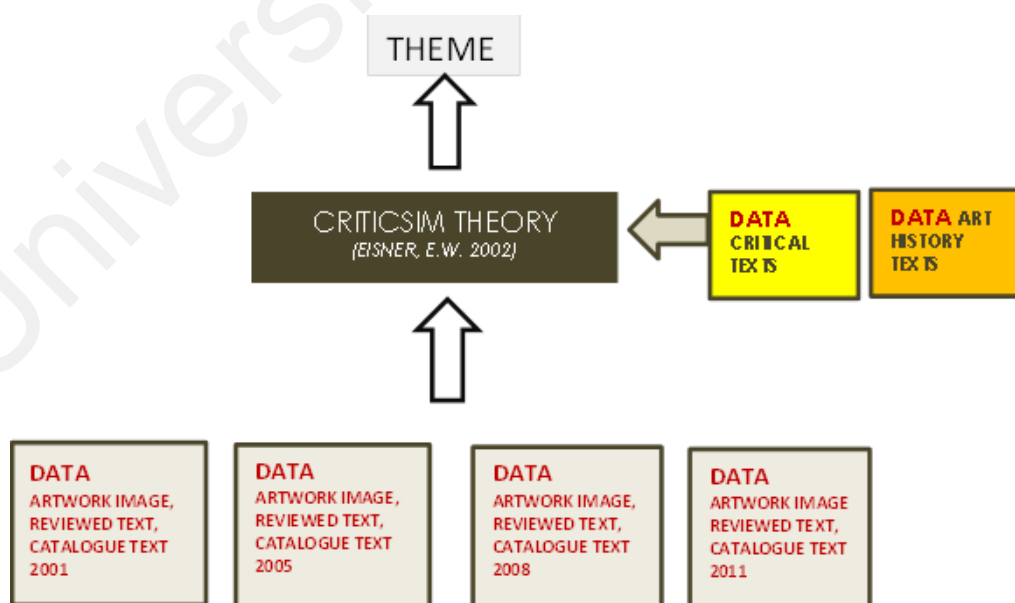 THEME
CRITICSIM THEORY
(EISNER, E.W. 2002)
DATA
CRITICAL
TEXTS
DATA ART
HISTORY
TEXTS
DATA
ARTWORK IMAGE,
REVIEWED TEXT,
CATALOGUE TEXT
2001
DATA
ARTWORK IMAGE,
REVIEWED TEXT,
CATALOGUE TEXT
2005
DATA
ARTWORK IMAGE,
REVIEWED TEXT,
CATALOGUE TEXT
2008
DATA
ARTWORK IMAGE
REVIEWED TEXT,
CATALOGUE TEXT
2011
Univers